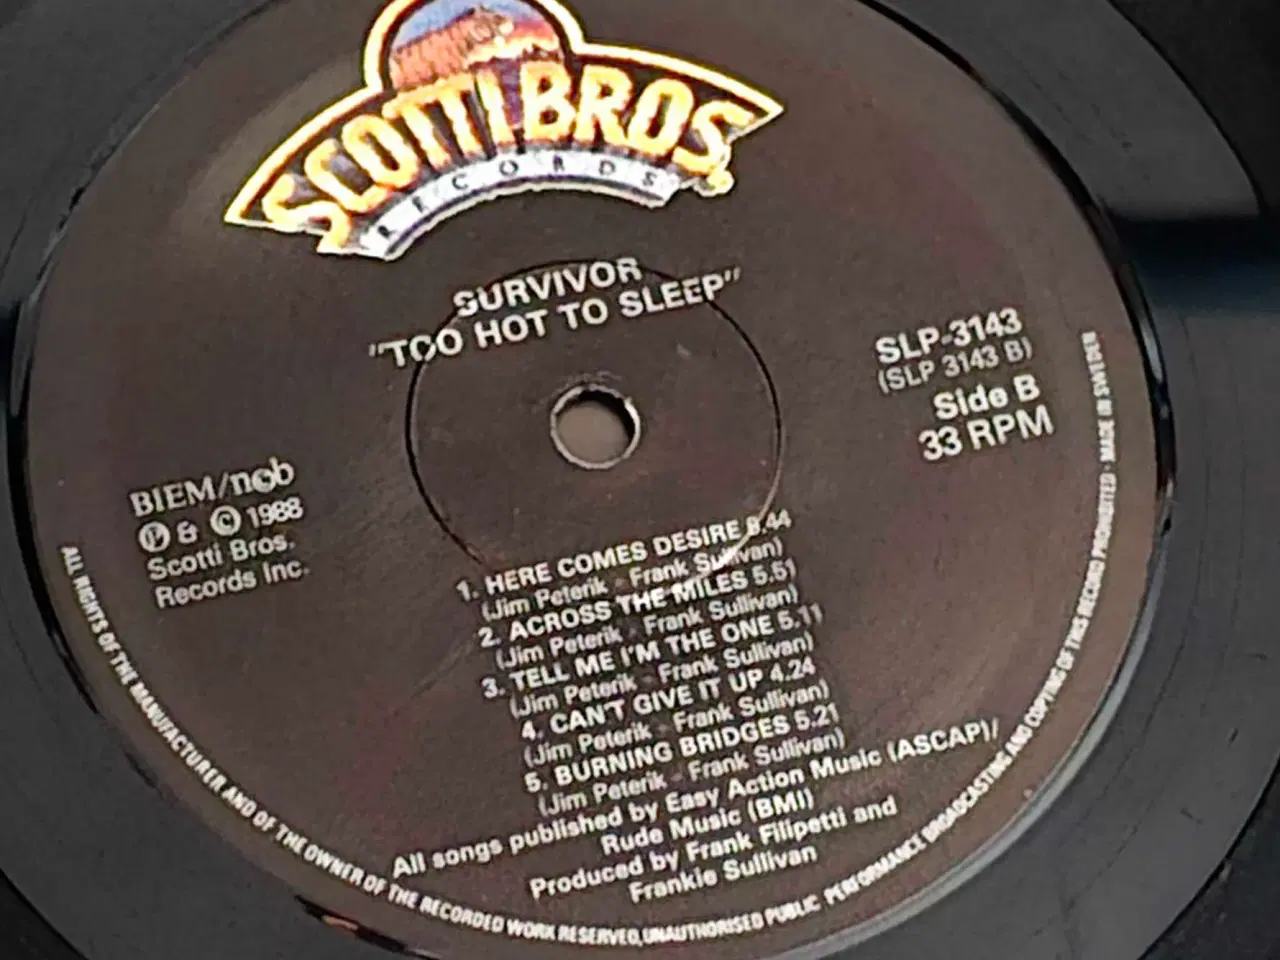 SCOTTI BROS.
RECORDS
SURVIVOR
"TOO HOT TO SLEEP"
SLP-3143
(SLP 3143 B)
Side B
33 RPM
BIEM/ncb
Ⓟ & © 1988
Scotti Bros.
Records Inc.
1. HERE COMES DESIRE
(Jim Peterik - Frank Sullivan)
2. ACROSS THE MILES 5.51
(Jim Peterik - Frank Sullivan)
3. TELL ME I'M THE ONE 5.11
(Jim Peterik - Frank Sullivan)
4. CAN'T GIVE IT UP 4.24
(Jim Peterik - Frank Sullivan)
5. BURNING BRIDGES 5.21
(Jim Peterik - Frank Sullivan)
All songs published by Easy Action Music (ASCAP)/
Rude Music (BMI)
Produced by Frank Filipetti and
Frankie Sullivan
ALL RIGHTS OF THE MANUFACTURER AND OF THE OWNER OF THE RECORDED WORK RESERVED, UNAUTHORISED PUBLIC PERFORMANCE BROADCASTING AND COPYING OF THIS RECORD PROHIBITED · MADE IN SWEDEN